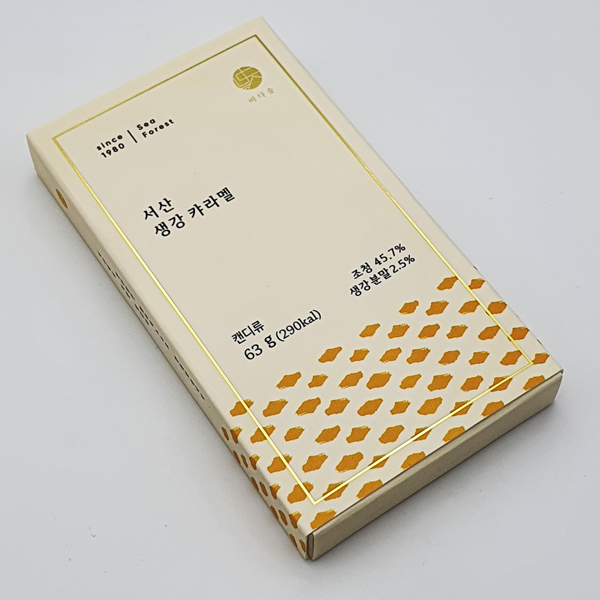 바다숲
since
1980
Sea
Forest
서산
생강 캬라멜
조청 45.7%
생강 분말 2.5%
캔디류
63 g (290kal)